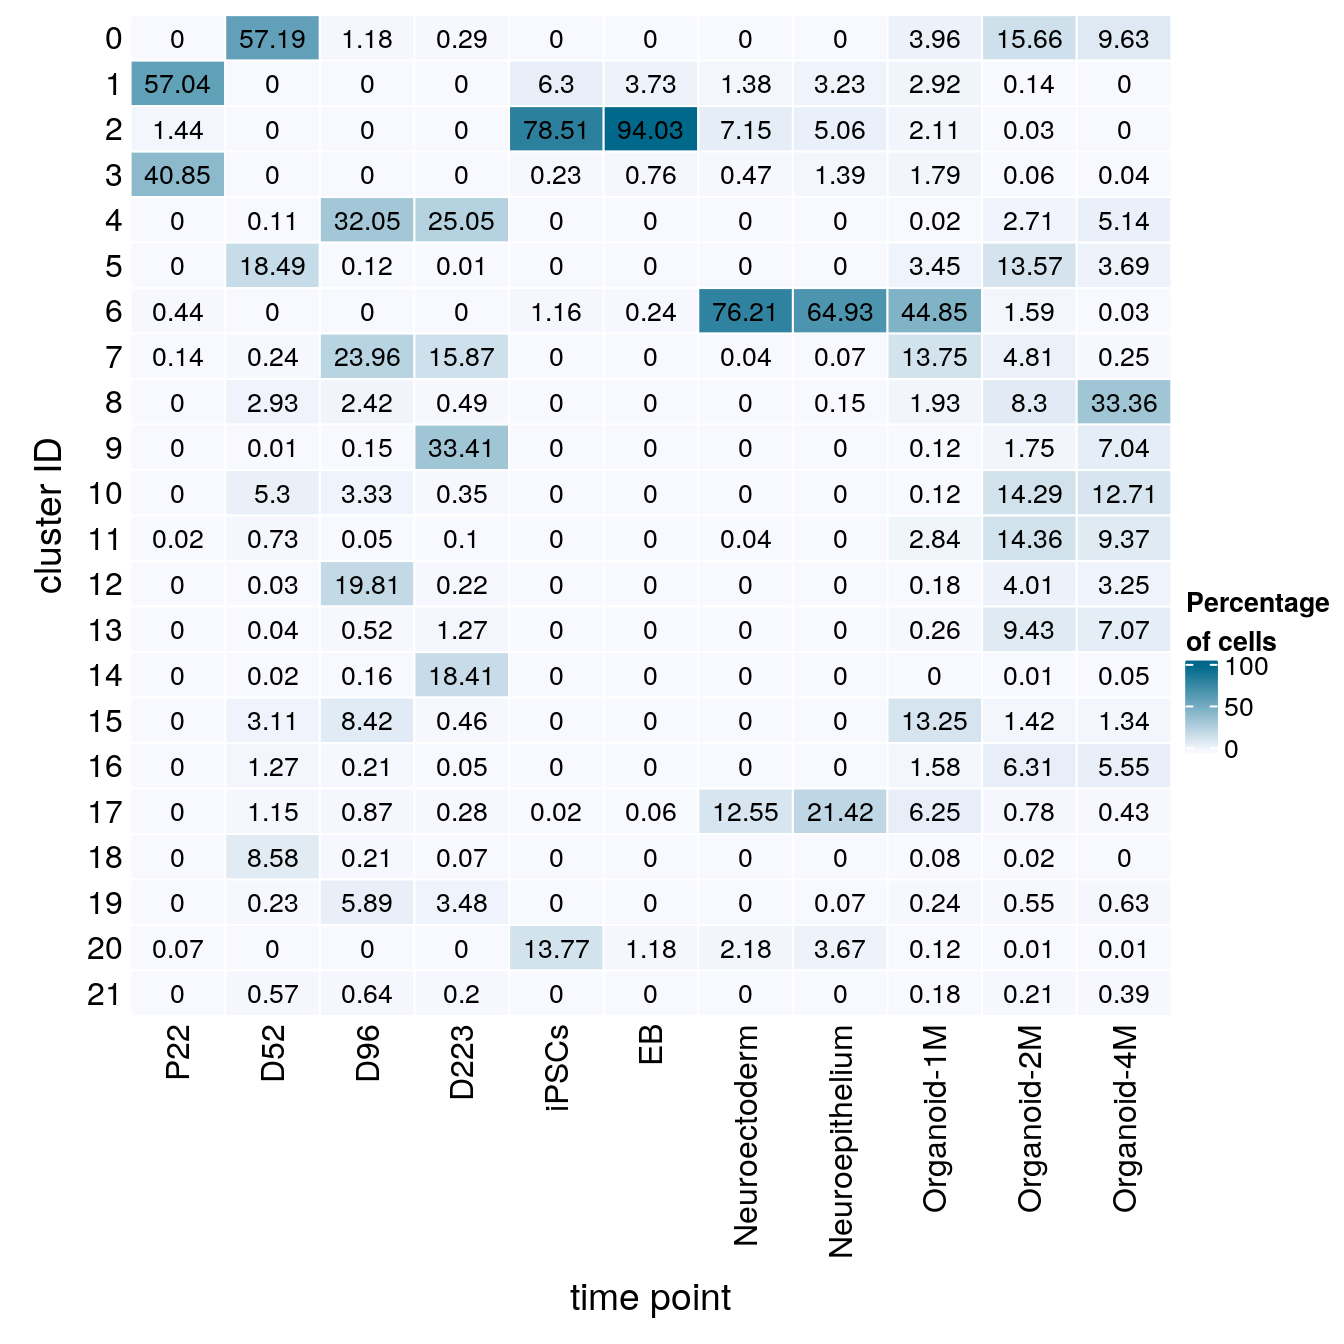 0 0 57.19 1.18 0.29 0 0 0 0 3.96 15.66 9.63
1 57.04 0 0 0 6.3 3.73 1.38 3.23 2.92 0.14 0
2 1.44 0 0 0 78.51 94.03 7.15 5.06 2.11 0.03 0
3 40.85 0 0 0 0.23 0.76 0.47 1.39 1.79 0.06 0.04
4 0 0.11 32.05 25.05 0 0 0 0 0.02 2.71 5.14
5 0 18.49 0.12 0.01 0 0 0 0 3.45 13.57 3.69
6 0.44 0 0 0 1.16 0.24 76.21 64.93 44.85 1.59 0.03
7 0.14 0.24 23.96 15.87 0 0 0.04 0.07 13.75 4.81 0.25
8 0 2.93 2.42 0.49 0 0 0 0.15 1.93 8.3 33.36
9 0 0.01 0.15 33.41 0 0 0 0 0.12 1.75 7.04
10 0 5.3 3.33 0.35 0 0 0 0 0.12 14.29 12.71
11 0.02 0.73 0.05 0.1 0 0 0.04 0 2.84 14.36 9.37
12 0 0.03 19.81 0.22 0 0 0 0 0.18 4.01 3.25
13 0 0.04 0.52 1.27 0 0 0 0 0.26 9.43 7.07
14 0 0.02 0.16 18.41 0 0 0 0 0 0.01 0.05
15 0 3.11 8.42 0.46 0 0 0 0 13.25 1.42 1.34
16 0 1.27 0.21 0.05 0 0 0 0 1.58 6.31 5.55
17 0 1.15 0.87 0.28 0.02 0.06 12.55 21.42 6.25 0.78 0.43
18 0 8.58 0.21 0.07 0 0 0 0 0.08 0.02 0
19 0 0.23 5.89 3.48 0 0 0 0.07 0.24 0.55 0.63
20 0.07 0 0 0 13.77 1.18 2.18 3.67 0.12 0.01 0.01
21 0 0.57 0.64 0.2 0 0 0 0 0.18 0.21 0.39
P22 D52 D96 D223 iPSCs EB Neuroectoderm Neuroepithelium Organoid-1M Organoid-2M Organoid-4M
time point
cluster ID
Percentage
of cells
100
50
0